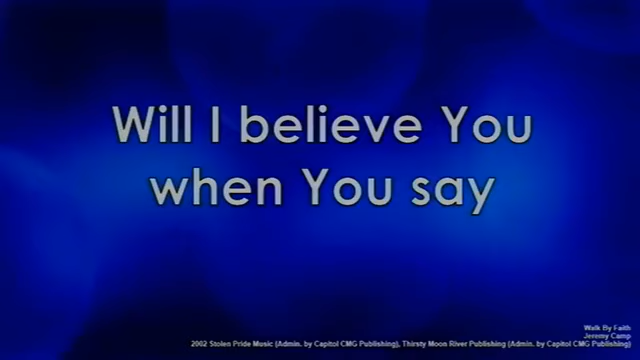 Will I believe You
when You say
Walk By Faith
Jeremy Camp
2002 Stolen Pride Music (Admin. by Capitol CMG Publishing), Thirsty Moon River Publishing (Admin. by Capitol CMG Publishing)